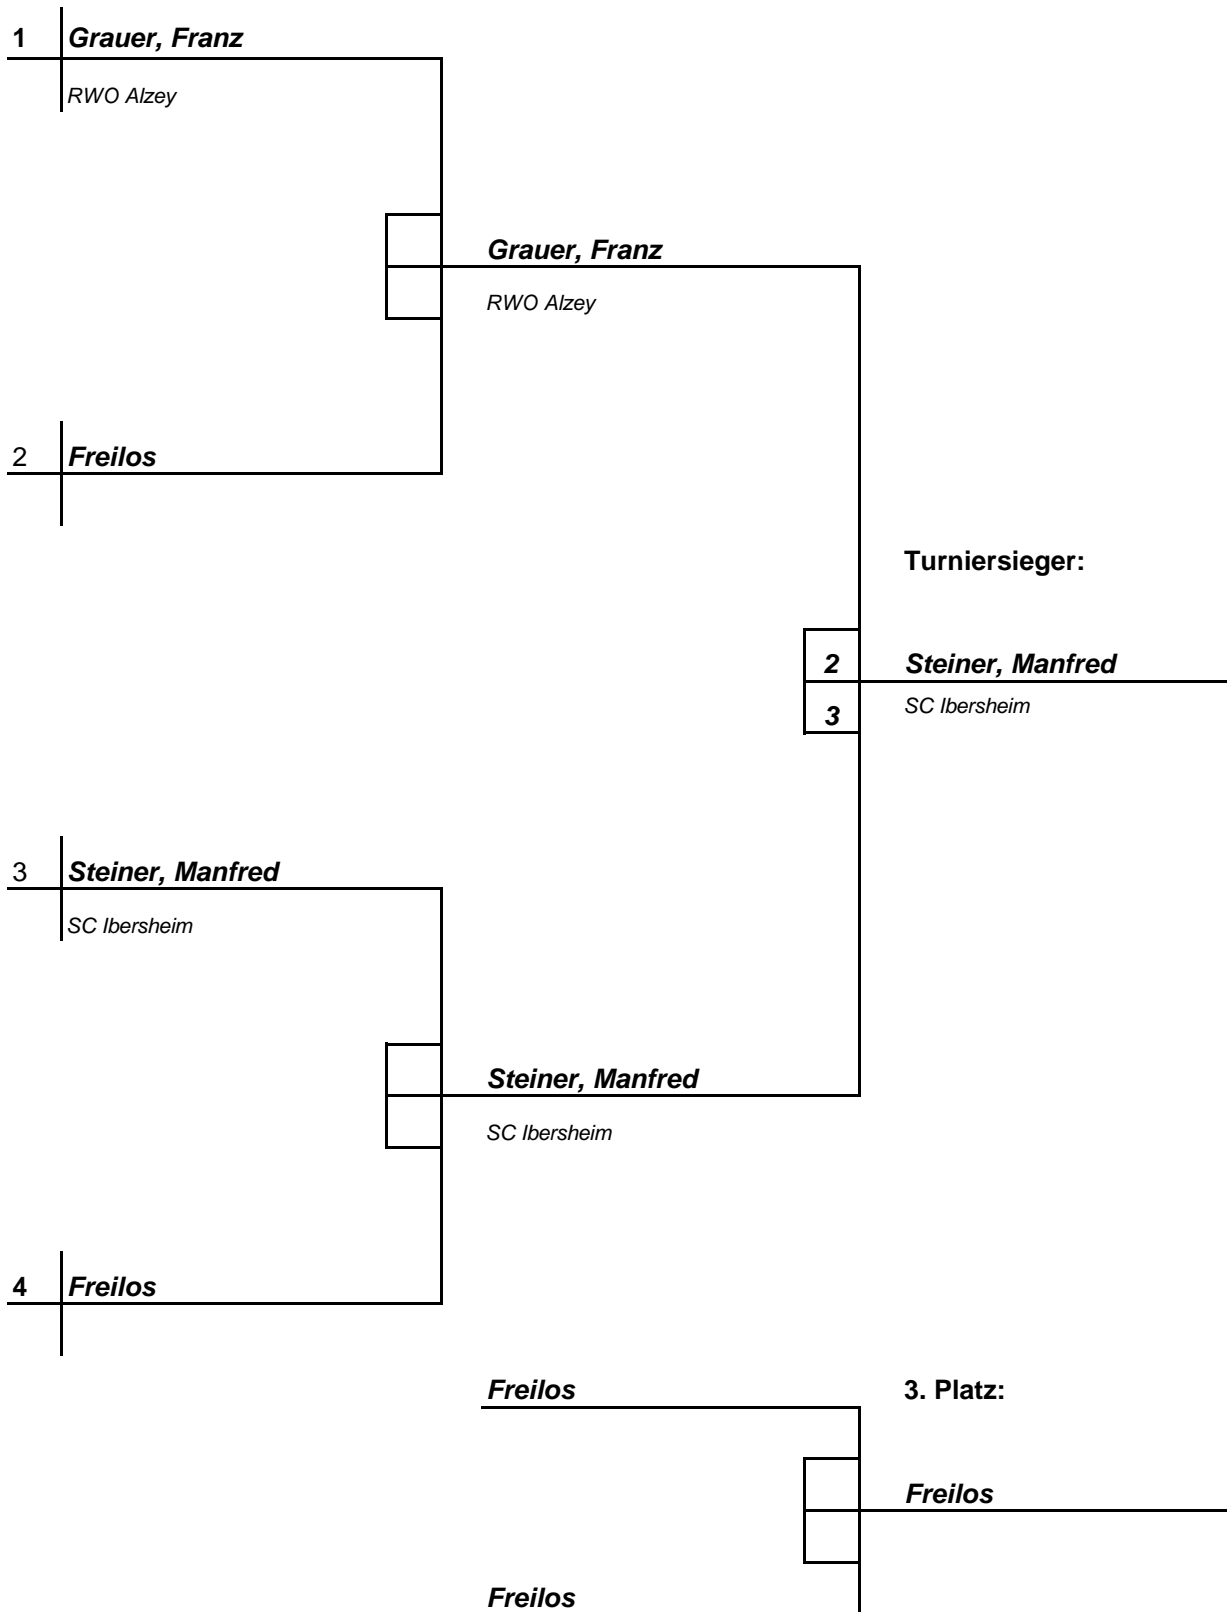 1 Grauer, Franz
RWO Alzey
Grauer, Franz
RWO Alzey
2 Freilos
Turniersieger:
2 Steiner, Manfred
3 SC Ibersheim
3 Steiner, Manfred
SC Ibersheim
Steiner, Manfred
SC Ibersheim
4 Freilos
Freilos 3. Platz:
Freilos
Freilos